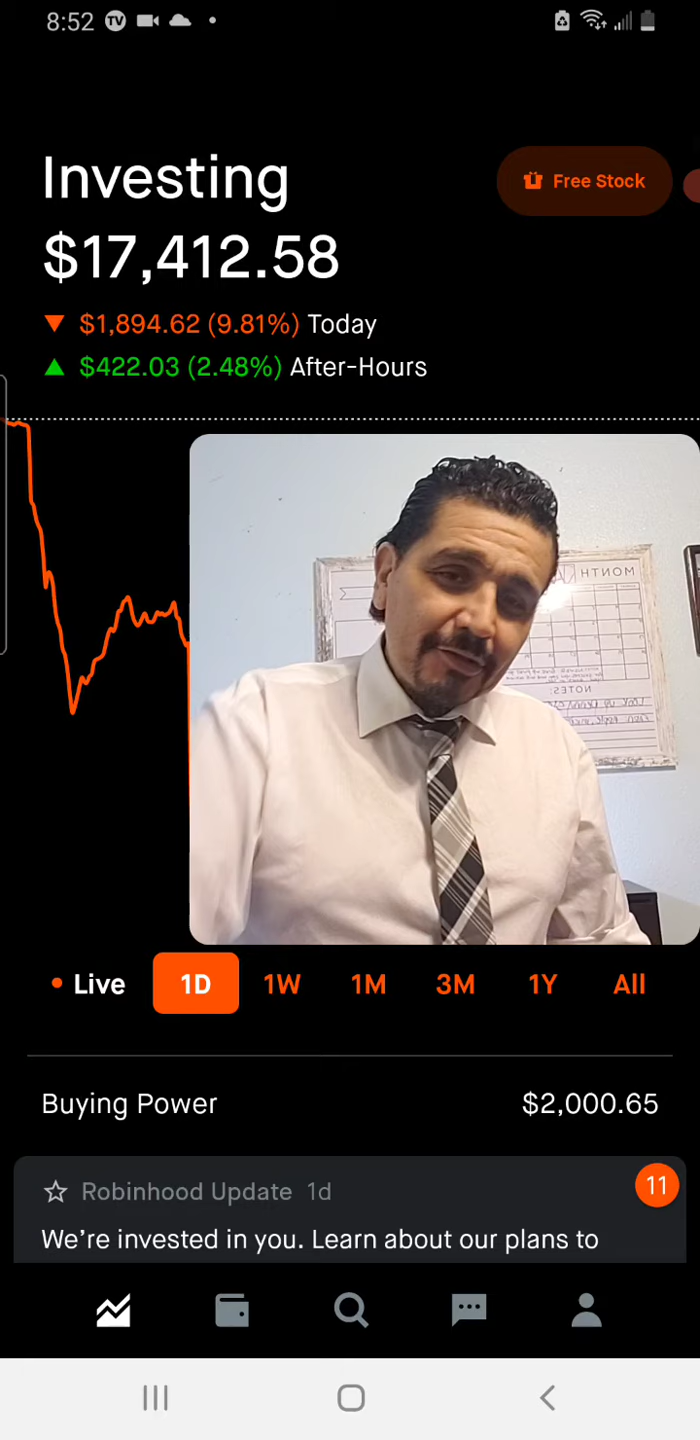 8:52 TV
Investing
Free Stock
$17,412.58
▼ $1,894.62 (9.81%) Today
▲ $422.03 (2.48%) After-Hours
MONTH
NOTES:
Live 1D 1W 1M 3M 1Y All
Buying Power $2,000.65
Robinhood Update 1d
11
We're invested in you. Learn about our plans to